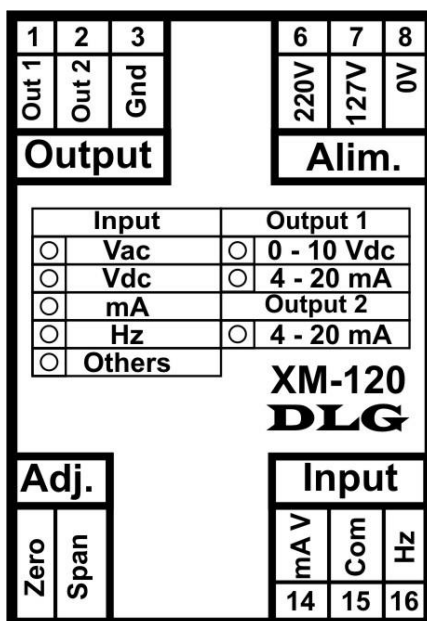 1 2 3
Out 1 Out 2 Gnd
Output
6 7 8
220V 127V 0V
Alim.
Input Output 1
Vac 0 - 10 Vdc
Vdc 4 - 20 mA
mA Output 2
Hz 4 - 20 mA
Others
XM-120
DLG
Adj.
Zero Span
Input
mA V Com Hz
14 15 16